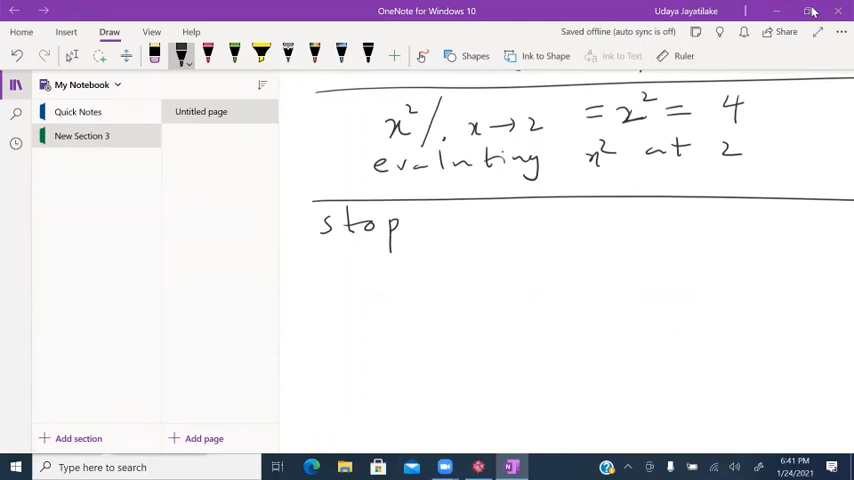 OneNote for Windows 10
Udaya Jayatilake
Home Insert Draw View Help
Saved offline (auto sync is off)
Share
Shapes
Ink to Shape
Ink to Text
Ruler
My Notebook
Quick Notes
New Section 3
Untitled page
x²/. x→2 = x² = 4
evaluting x² at 2
stop
Add section
Add page
Type here to search
6:41 PM
1/24/2021